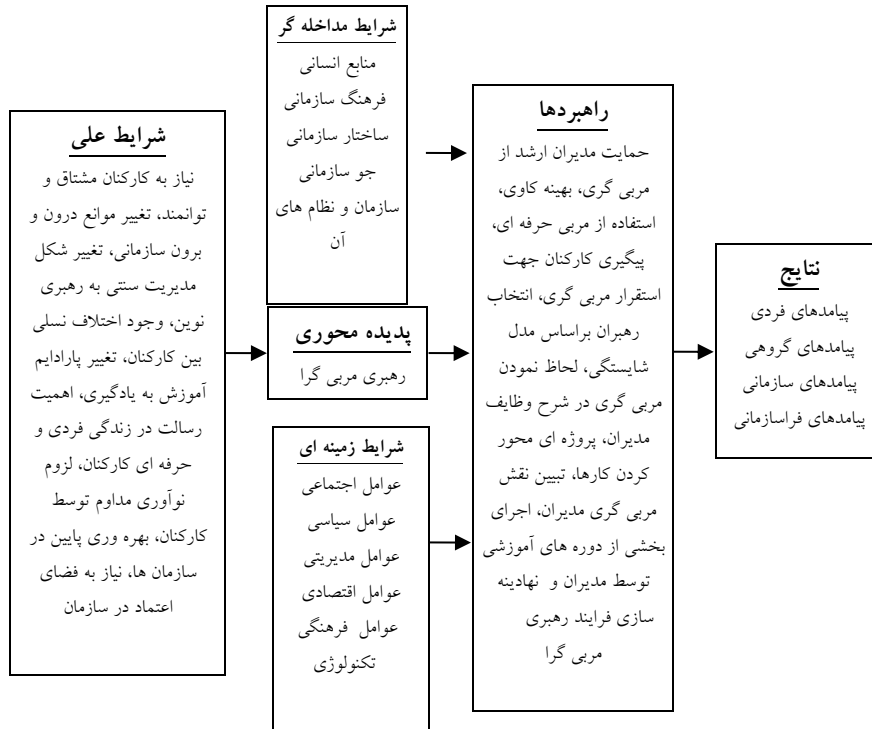 شرایط علی
نیاز به کارکنان مشتاق و
توانمند، تغییر موانع درون و
برون سازمانی، تغییر شکل
مدیریت سنتی به رهبری
نوین، وجود اختلاف نسلی
بین کارکنان، تغییر پارادایم
آموزش به یادگیری، اهمیت
رسالت در زندگی فردی و
حرفه ای کارکنان، لزوم
نوآوری مداوم توسط
کارکنان، بهره وری پایین در
سازمان ها، نیاز به فضای
اعتماد در سازمان
شرایط مداخله گر
منابع انسانی
فرهنگ سازمانی
ساختار سازمانی
جو سازمانی
سازمان و نظام های
آن
پدیده محوری
رهبری مربی گرا
شرایط زمینه ای
عوامل اجتماعی
عوامل سیاسی
عوامل مدیریتی
عوامل اقتصادی
عوامل فرهنگی
تکنولوژی
راهبردها
حمایت مدیران ارشد از
مربی گری، بهینه کاوی،
استفاده از مربی حرفه ای،
پیگیری کارکنان جهت
استقرار مربی گری، انتخاب
رهبران براساس مدل
شایستگی، لحاظ نمودن
مربی گری در شرح وظایف
مدیران، پروژه ای محور
کردن کارها، تبیین نقش
مربی گری مدیران، اجرای
بخشی از دوره های آموزشی
توسط مدیران و نهادینه
سازی فرایند رهبری
مربی گرا
نتایج
پیامدهای فردی
پیامدهای گروهی
پیامدهای سازمانی
پیامدهای فراسازمانی